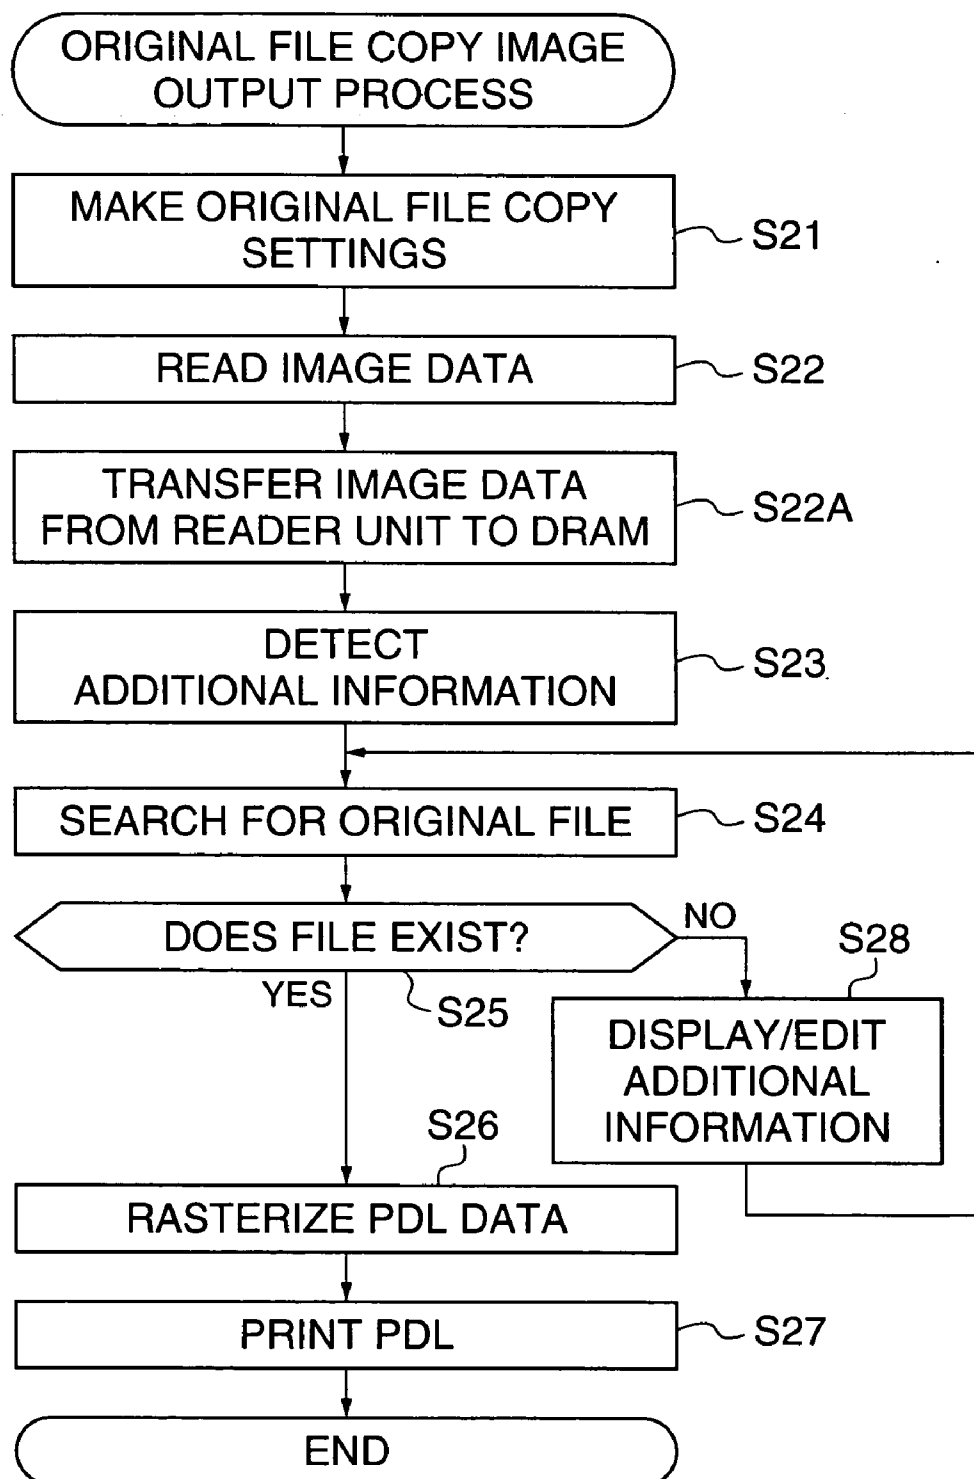 ORIGINAL FILE COPY IMAGE
OUTPUT PROCESS
MAKE ORIGINAL FILE COPY
SETTINGS
S21
READ IMAGE DATA
S22
TRANSFER IMAGE DATA
FROM READER UNIT TO DRAM
S22A
DETECT
ADDITIONAL INFORMATION
S23
SEARCH FOR ORIGINAL FILE
S24
DOES FILE EXIST?
NO
YES
S25
S28
DISPLAY/EDIT
ADDITIONAL
INFORMATION
S26
RASTERIZE PDL DATA
PRINT PDL
S27
END